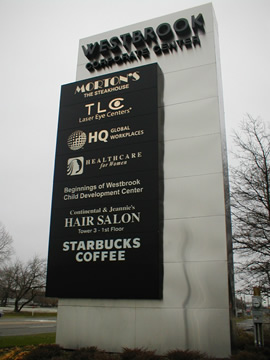 WESTBROOK
CORPORATE CENTER
MORTON'S
THE STEAKHOUSE
TLC
Laser Eye Centers
HQ GLOBAL
WORKPLACES
HEALTHCARE
for Women
Beginnings of Westbrook
Child Development Center
Continental & Jeannie's
HAIR SALON
Tower 3 - 1st Floor
STARBUCKS
COFFEE